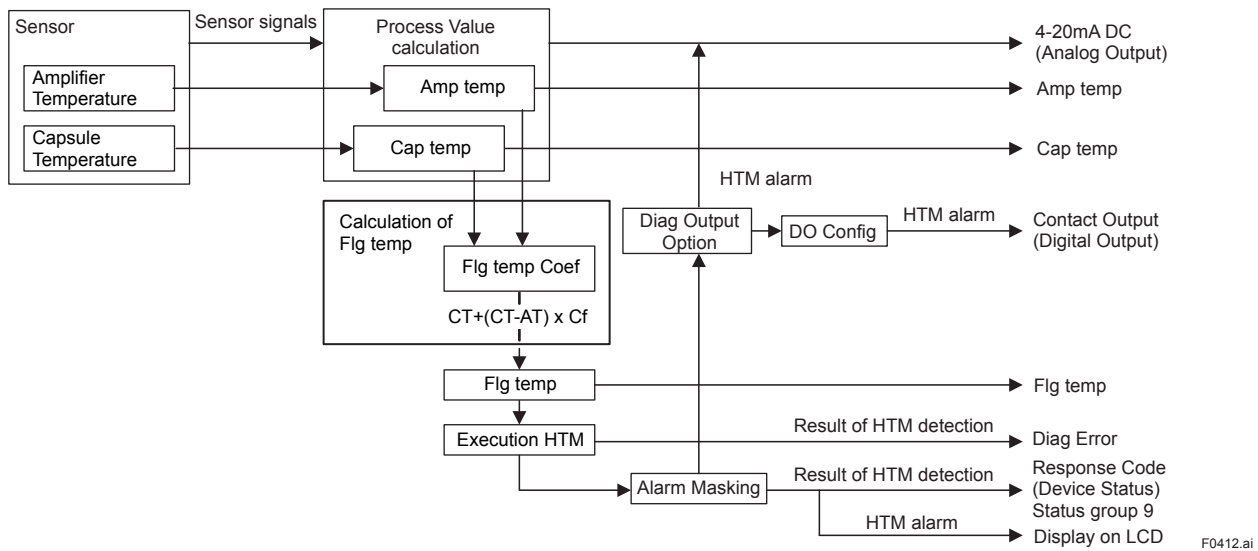 Sensor
Sensor signals
Process Value
calculation
4-20mA DC
(Analog Output)
Amplifier
Temperature
Amp temp
Amp temp
Capsule
Temperature
Cap temp
Cap temp
HTM alarm
Calculation of
Flg temp
Flg temp Coef
CT+(CT-AT) x Cf
Diag Output
Option
DO Config
HTM alarm
Contact Output
(Digital Output)
Flg temp
Flg temp
Execution HTM
Result of HTM detection
Diag Error
Alarm Masking
Result of HTM detection
Response Code
(Device Status)
Status group 9
HTM alarm
Display on LCD
F0412.ai